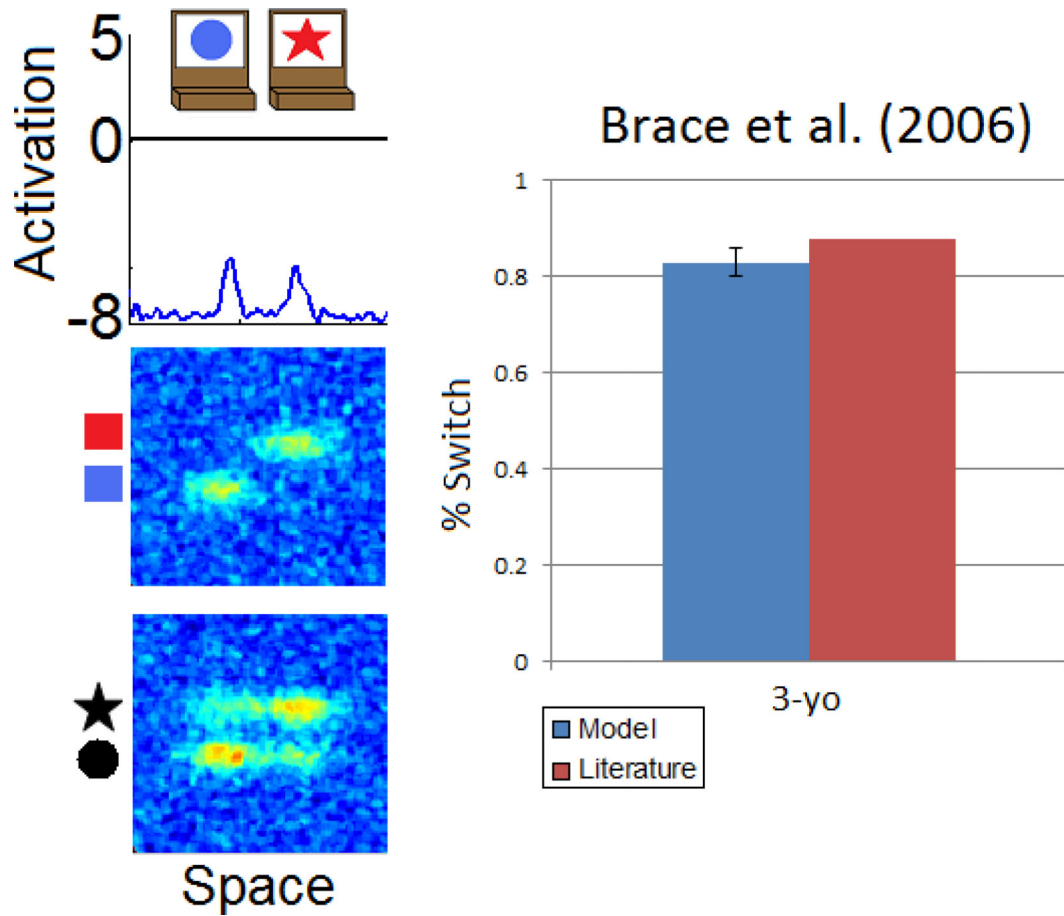 5
0
-8
Activation
Space
Brace et al. (2006)
1
0.8
0.6
0.4
0.2
0
% Switch
3-yo
Model
Literature